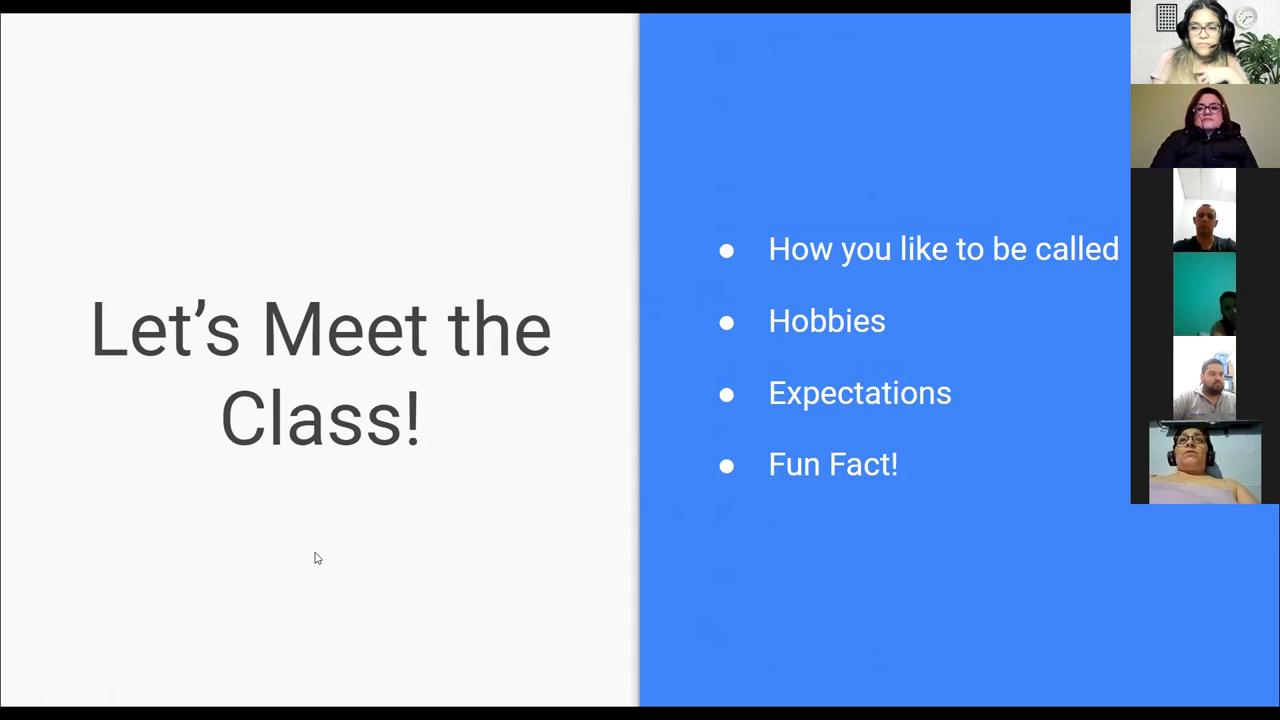 Let’s Meet the
Class!
● How you like to be called
● Hobbies
● Expectations
● Fun Fact!